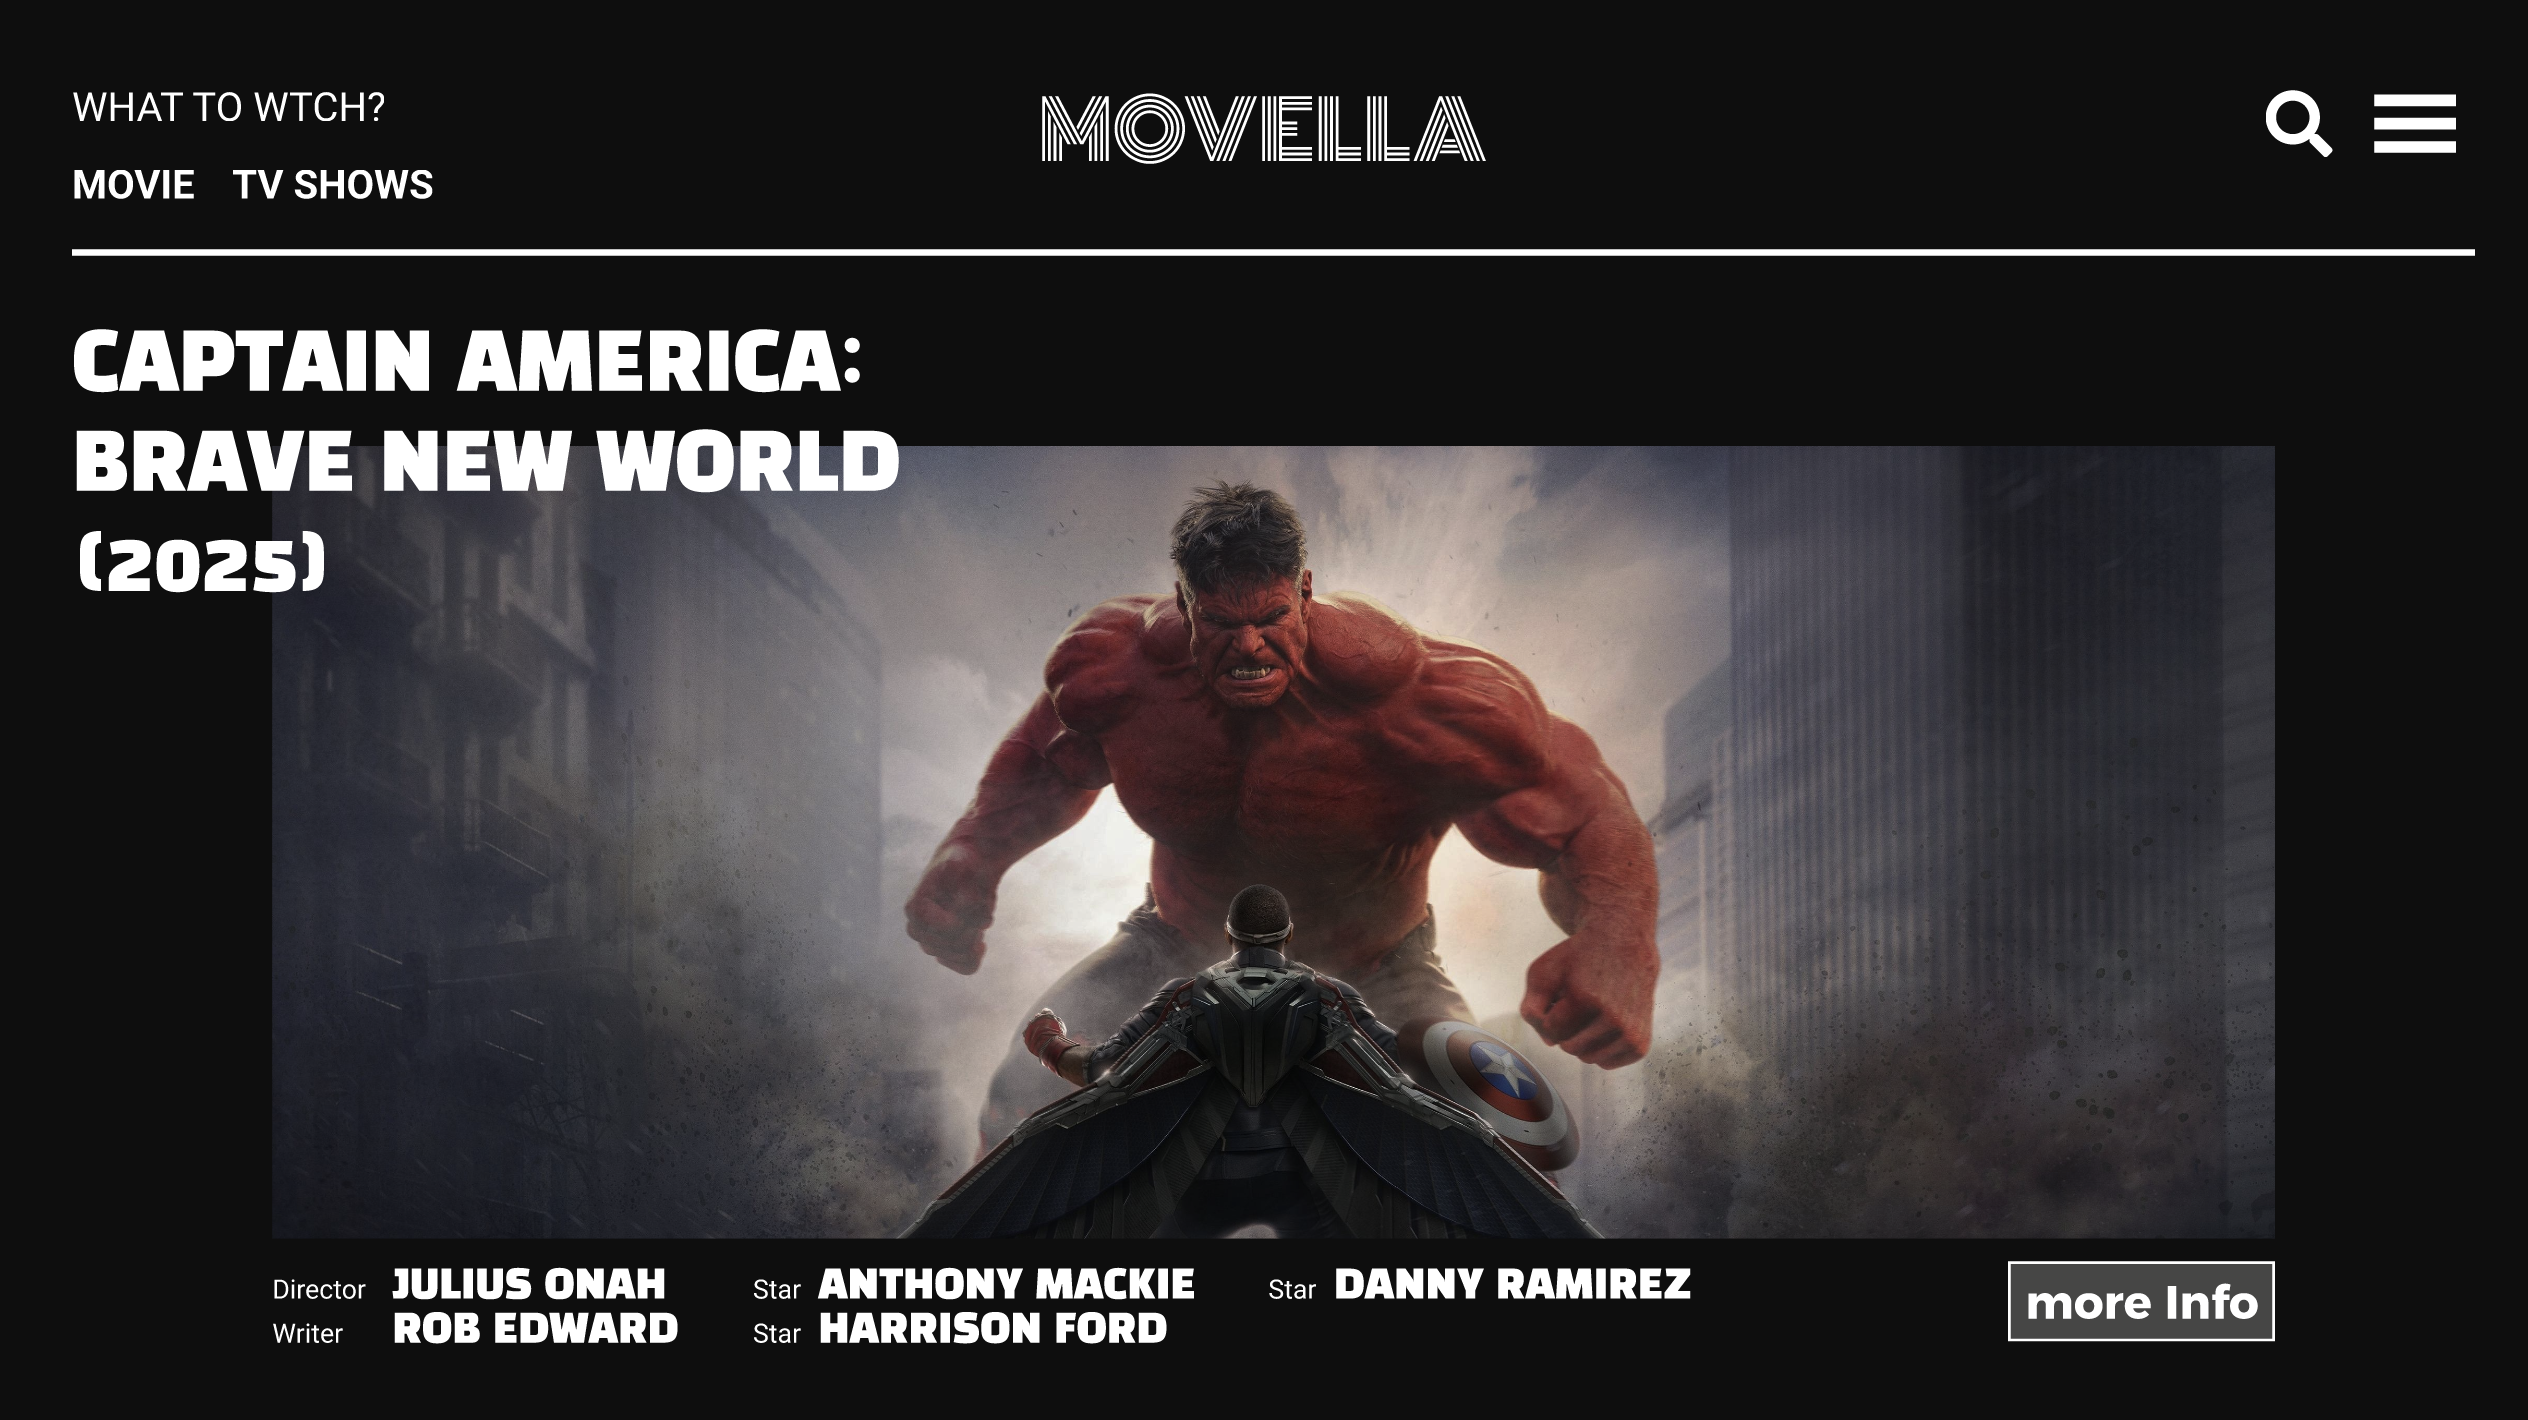 WHAT TO WTCH?
MOVIE TV SHOWS
MOVELLA
CAPTAIN AMERICA:
BRAVE NEW WORLD
(2025)
Director JULIUS ONAH
Writer ROB EDWARD
Star ANTHONY MACKIE
Star HARRISON FORD
Star DANNY RAMIREZ
more Info